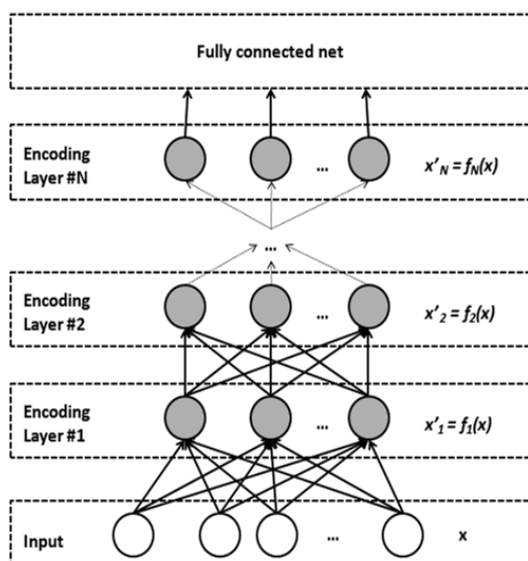 Fully connected net
Encoding
Layer #N
...
x'N = fN(x)
...
Encoding
Layer #2
...
x'2 = f2(x)
Encoding
Layer #1
...
x'1 = f1(x)
Input
...
x